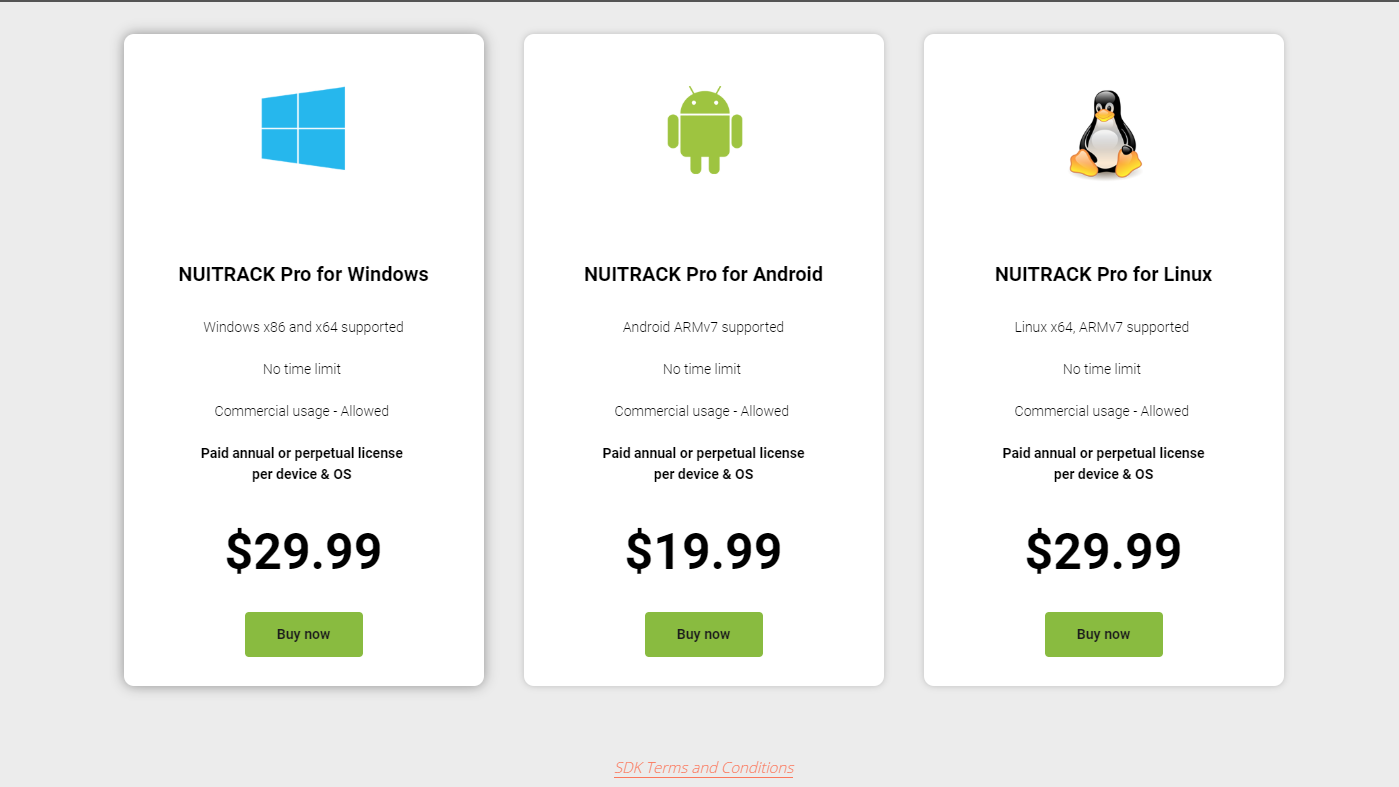 NUITRACK Pro for Windows
Windows x86 and x64 supported
No time limit
Commercial usage - Allowed
Paid annual or perpetual license
per device & OS
$29.99
Buy now
NUITRACK Pro for Android
Android ARMv7 supported
No time limit
Commercial usage - Allowed
Paid annual or perpetual license
per device & OS
$19.99
Buy now
NUITRACK Pro for Linux
Linux x64, ARMv7 supported
No time limit
Commercial usage - Allowed
Paid annual or perpetual license
per device & OS
$29.99
Buy now
SDK Terms and Conditions